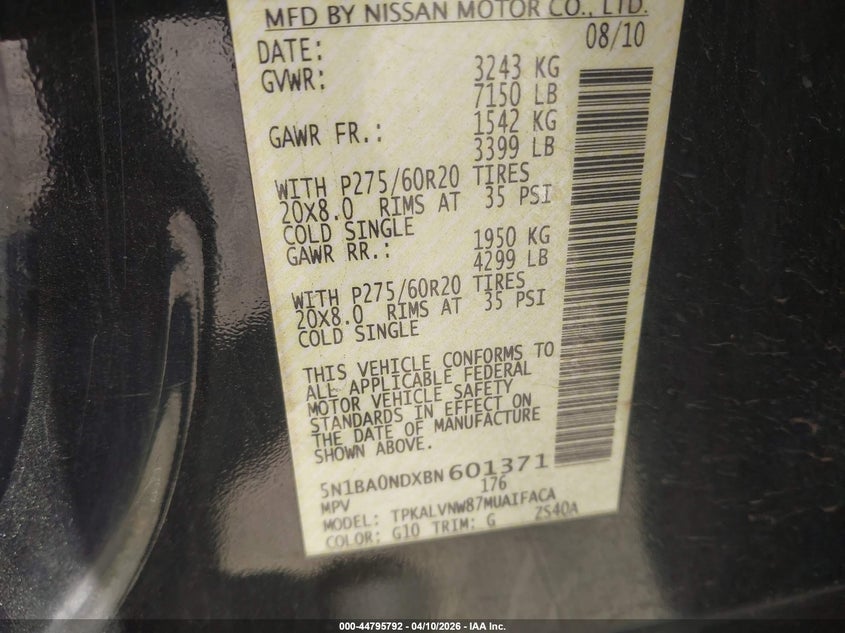 MFD BY NISSAN MOTOR CO., LTD.
DATE: 08/10
GVWR: 3243 KG
7150 LB
GAWR FR.: 1542 KG
3399 LB
WITH P275/60R20 TIRES
20X8.0 RIMS AT 35 PSI
COLD SINGLE
GAWR RR.: 1950 KG
4299 LB
WITH P275/60R20 TIRES
20X8.0 RIMS AT 35 PSI
COLD SINGLE
THIS VEHICLE CONFORMS TO
ALL APPLICABLE FEDERAL
MOTOR VEHICLE SAFETY
STANDARDS IN EFFECT ON
THE DATE OF MANUFACTURE
SHOWN ABOVE.
5N1BA0NDXBN 601371
MPV 176
MODEL: TPKALVNW87MUAIFACA
COLOR: G10 TRIM: G ZS40A
000-44795792 - 04/10/2026 - IAA Inc.